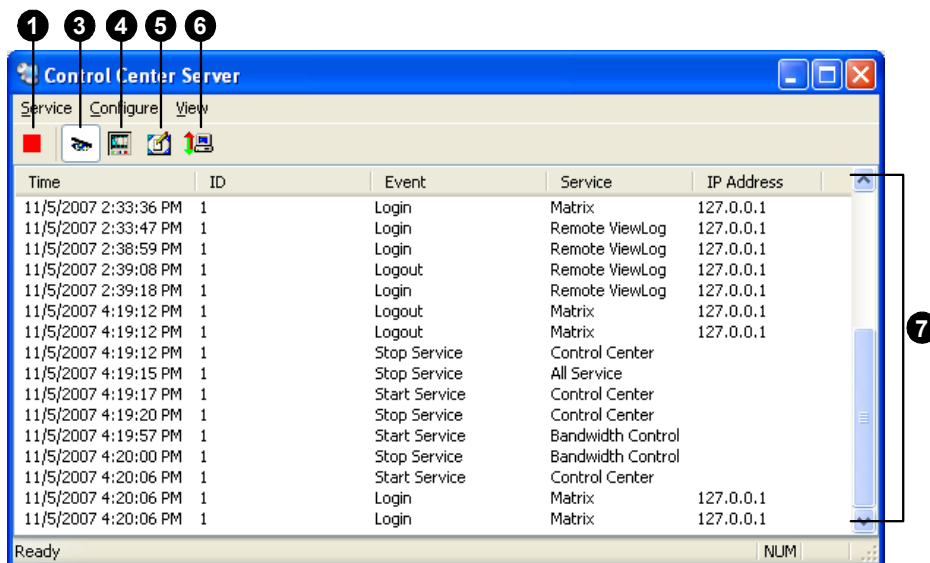 1 3 4 5 6
Control Center Server
Service Configure View
Time ID Event Service IP Address
11/5/2007 2:33:36 PM 1 Login Matrix 127.0.0.1
11/5/2007 2:33:47 PM 1 Login Remote ViewLog 127.0.0.1
11/5/2007 2:38:59 PM 1 Login Remote ViewLog 127.0.0.1
11/5/2007 2:39:08 PM 1 Logout Remote ViewLog 127.0.0.1
11/5/2007 2:39:18 PM 1 Login Remote ViewLog 127.0.0.1
11/5/2007 4:19:12 PM 1 Logout Matrix 127.0.0.1
11/5/2007 4:19:12 PM 1 Logout Matrix 127.0.0.1
11/5/2007 4:19:12 PM 1 Stop Service Control Center
11/5/2007 4:19:15 PM 1 Stop Service All Service
11/5/2007 4:19:17 PM 1 Start Service Control Center
11/5/2007 4:19:20 PM 1 Stop Service Control Center
11/5/2007 4:19:57 PM 1 Start Service Bandwidth Control
11/5/2007 4:20:00 PM 1 Stop Service Bandwidth Control
11/5/2007 4:20:06 PM 1 Start Service Control Center
11/5/2007 4:20:06 PM 1 Login Matrix 127.0.0.1
11/5/2007 4:20:06 PM 1 Login Matrix 127.0.0.1
7
Ready NUM